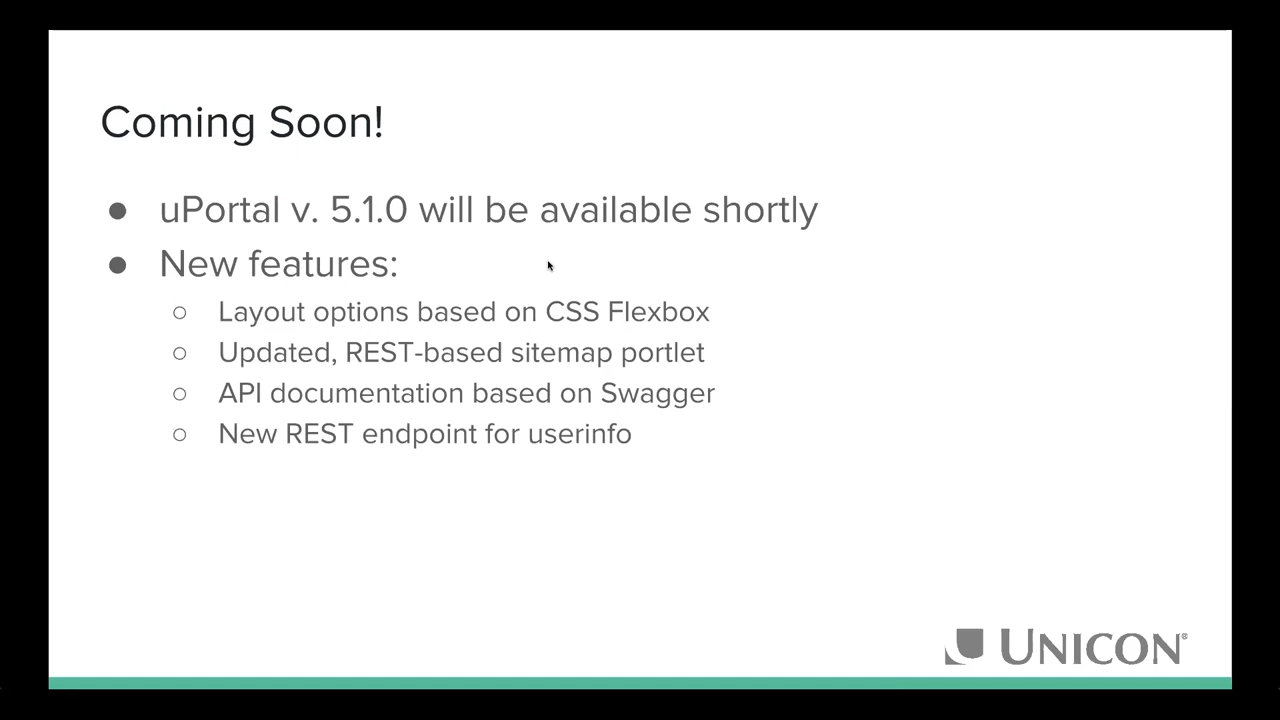 Coming Soon!
● uPortal v. 5.1.0 will be available shortly
● New features:
○ Layout options based on CSS Flexbox
○ Updated, REST-based sitemap portlet
○ API documentation based on Swagger
○ New REST endpoint for userinfo
UNICON®